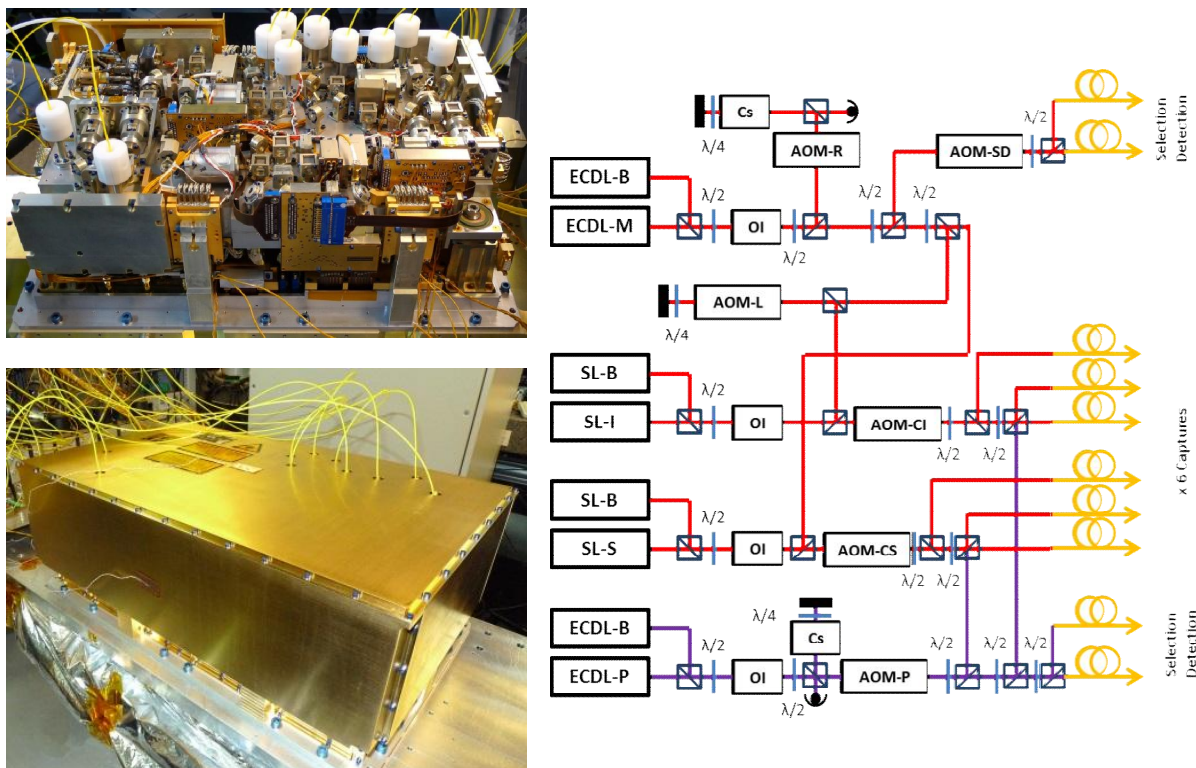 λ/2
Cs
λ/4
AOM-R
AOM-SD
Selection
Detection
ECDL-B
λ/2
λ/2
λ/2
ECDL-M
OI
λ/2
AOM-L
λ/4
SL-B
λ/2
SL-I
OI
AOM-CI
λ/2
λ/2
x 6 Captures
SL-B
λ/2
SL-S
OI
AOM-CS
λ/2
λ/2
ECDL-B
λ/4
Cs
λ/2
λ/2
λ/2
λ/2
ECDL-P
OI
AOM-P
λ/2
Selection
Detection